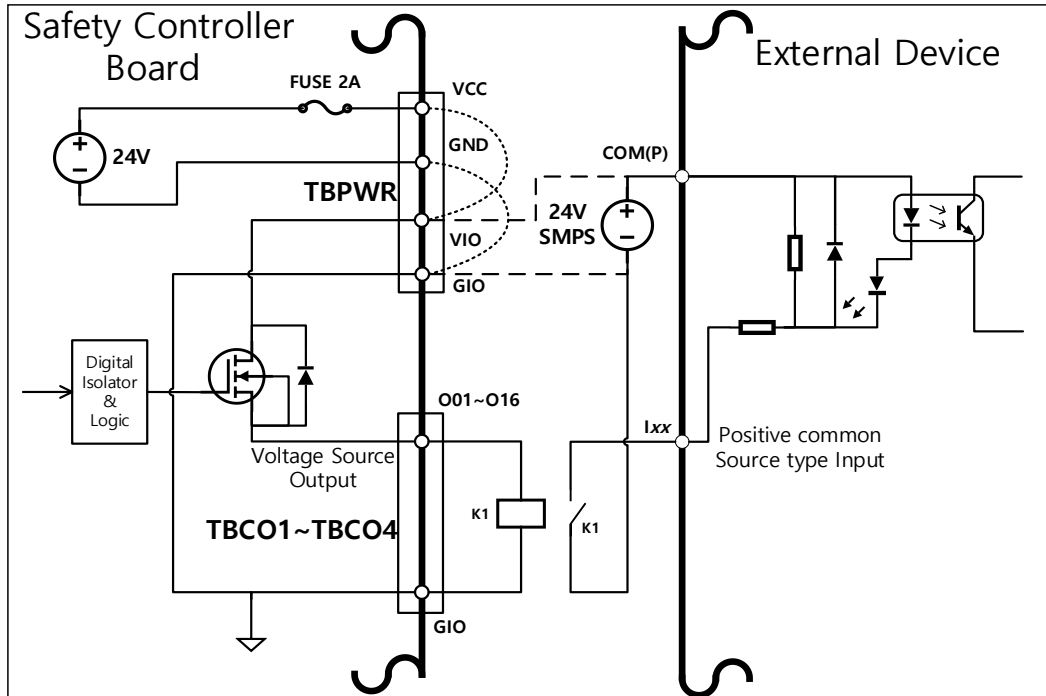 Safety Controller
Board
External Device
FUSE 2A
VCC
GND
+
24V
−
TBPWR
COM(P)
+
24V
SMPS
−
VIO
GIO
Digital
Isolator
&
Logic
O01~O16
Voltage Source
Output
Ixx
Positive common
Source type Input
TBCO1~TBCO4
K1
K1
GIO